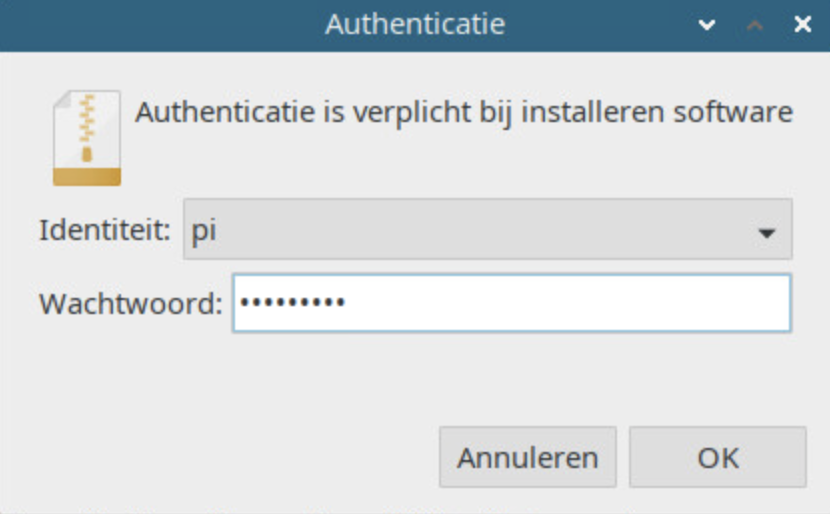 Authenticatie
Authenticatie is verplicht bij installeren software
Identiteit: pi
Wachtwoord: •••••••••
Annuleren OK